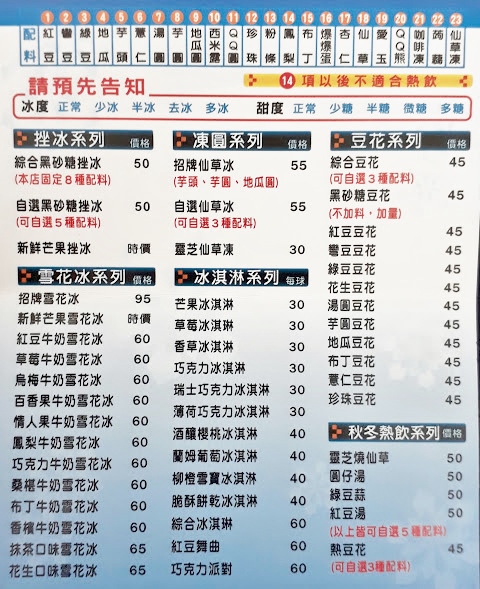 配料
1 紅豆
2 彎豆
3 綠豆
4 地瓜
5 芋頭
6 薏仁
7 湯圓
8 芋圓
9 地瓜圓
10 西米露
11 QQ圓
12 珍珠
13 粉條
14 鳳梨
15 布丁
16 爆爆蛋
17 杏仁
18 仙草
19 愛玉
20 QQ熊
21 咖啡凍
22 蒟蒻
23 仙草凍
請預先告知
14 項以後不適合熱飲
冰度 正常 少冰 半冰 去冰 多冰
甜度 正常 少糖 半糖 微糖 多糖
挫冰系列 價格
綜合黑砂糖挫冰 50
(本店固定8種配料)
自選黑砂糖挫冰 50
(可自選5種配料)
新鮮芒果挫冰 時價
雪花冰系列 價格
招牌雪花冰 95
新鮮芒果雪花冰 時價
紅豆牛奶雪花冰 60
草莓牛奶雪花冰 60
烏梅牛奶雪花冰 60
百香果牛奶雪花冰 60
情人果牛奶雪花冰 60
鳳梨牛奶雪花冰 60
巧克力牛奶雪花冰 60
桑椹牛奶雪花冰 60
布丁牛奶雪花冰 60
香檳牛奶雪花冰 60
抹茶口味雪花冰 65
花生口味雪花冰 65
凍圓系列 價格
招牌仙草冰 55
(芋頭、芋圓、地瓜圓)
自選仙草冰 55
(可自選3種配料)
靈芝仙草凍 30
冰淇淋系列 每球
芒果冰淇淋 30
草莓冰淇淋 30
香草冰淇淋 30
巧克力冰淇淋 30
瑞士巧克力冰淇淋 30
薄荷巧克力冰淇淋 30
酒釀櫻桃冰淇淋 40
蘭姆葡萄冰淇淋 40
柳橙雪寶冰淇淋 40
脆酥餅乾冰淇淋 40
綜合冰淇淋 60
紅豆舞曲 60
巧克力派對 60
豆花系列 價格
綜合豆花 45
(可自選3種配料)
黑砂糖豆花 45
(不加料，加量)
紅豆豆花 45
彎豆豆花 45
綠豆豆花 45
花生豆花 45
湯圓豆花 45
芋圓豆花 45
地瓜豆花 45
布丁豆花 45
薏仁豆花 45
珍珠豆花 45
秋冬熱飲系列 價格
靈芝燒仙草 50
圓仔湯 50
綠豆蒜 50
紅豆湯 50
(以上皆可自選5種配料)
熱豆花 45
(可自選3種配料)